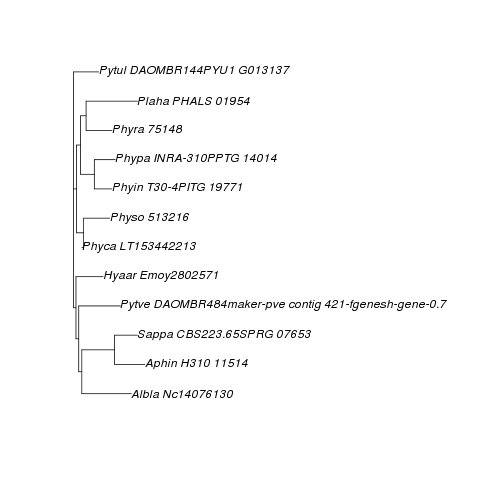 Pytul DAOMBR144PYU1 G013137
Plaha PHALS 01954
Phyra 75148
Phypa INRA-310PPTG 14014
Phyin T30-4PITG 19771
Physo 513216
Phyca LT153442213
Hyaar Emoy2802571
Pytve DAOMBR484maker-pve contig 421-fgenesh-gene-0.7
Sappa CBS223.65SPRG 07653
Aphin H310 11514
Albla Nc14076130